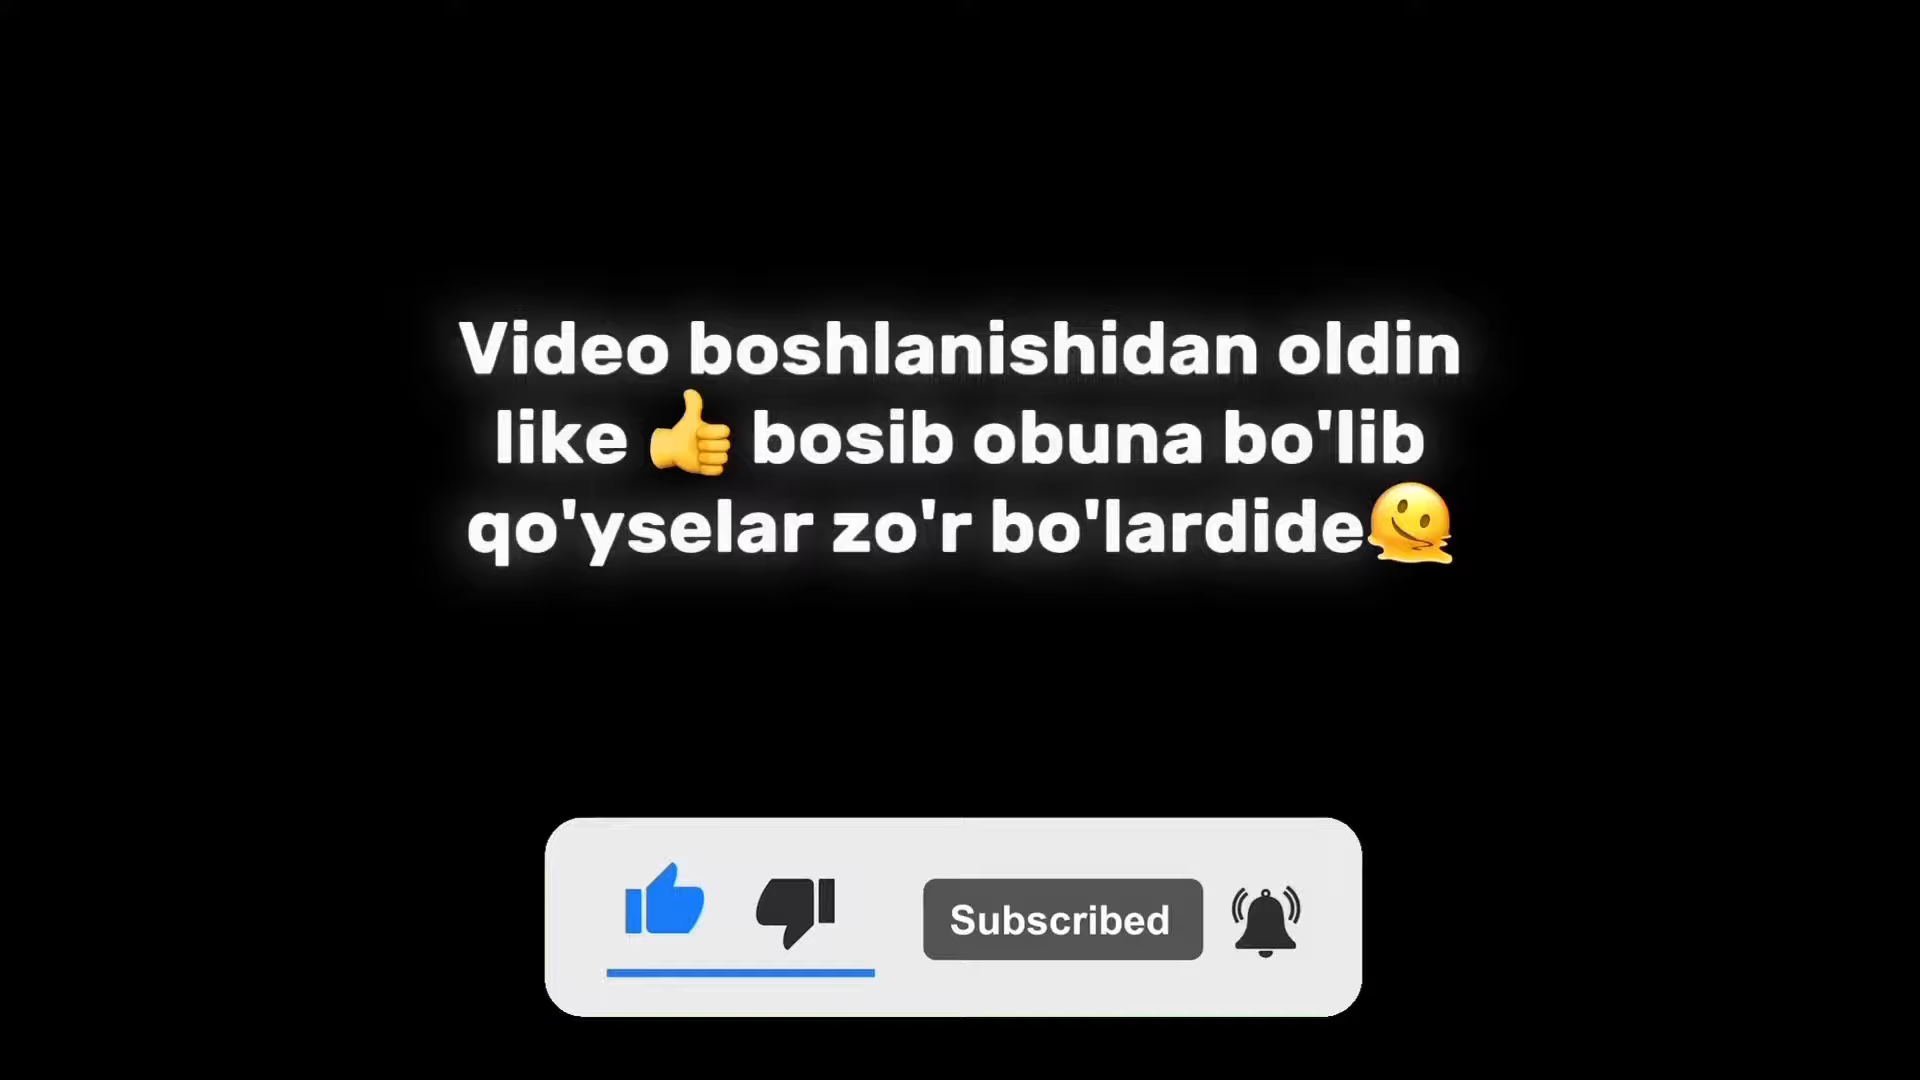 Video boshlanishidan oldin
like 👍 bosib obuna bo'lib
qo'yselar zo'r bo'lardide🫠
Subscribed